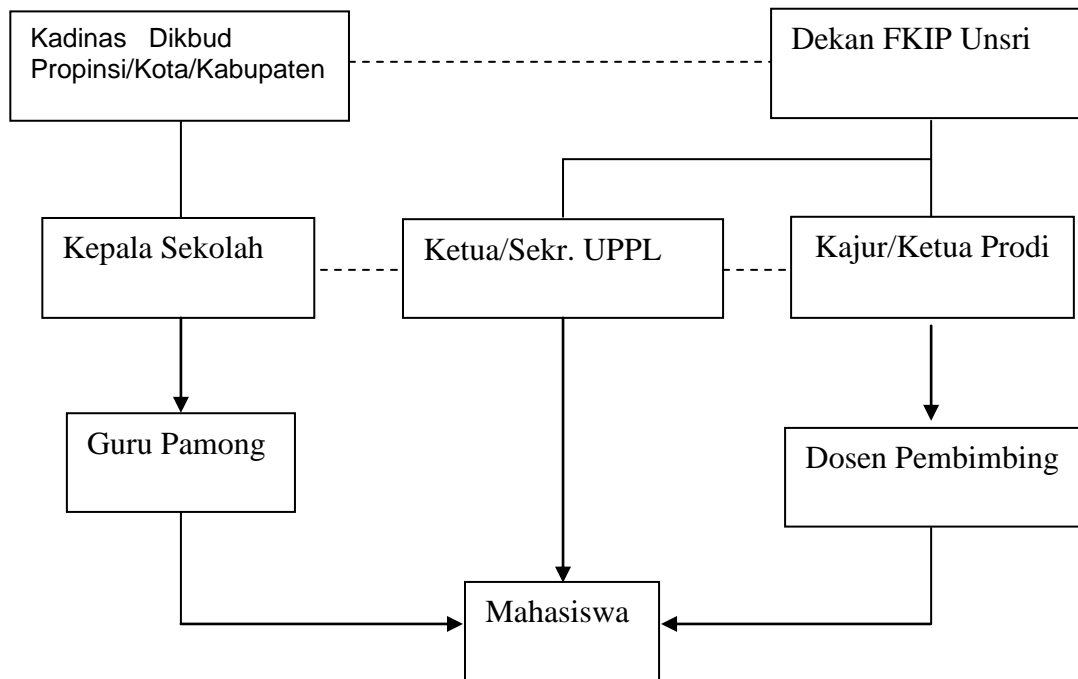 Kadinas Dikbud
Propinsi/Kota/Kabupaten
Dekan FKIP Unsri
Kepala Sekolah
Ketua/Sekr. UPPL
Kajur/Ketua Prodi
Guru Pamong
Dosen Pembimbing
Mahasiswa